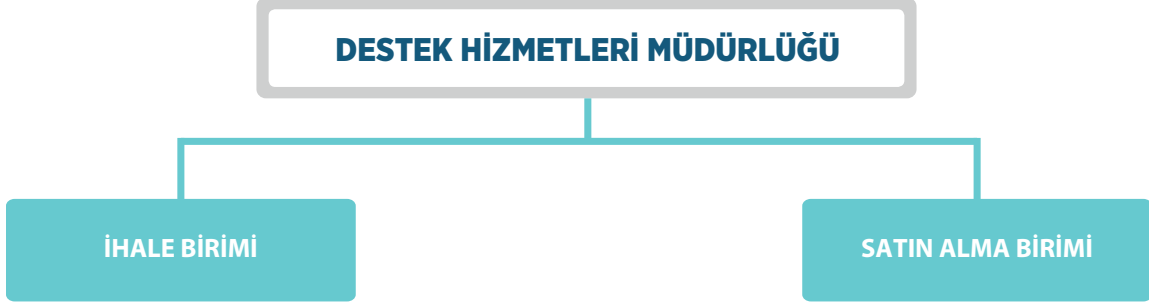 DESTEK HİZMETLERİ MÜDÜRLÜĞÜ
İHALE BİRİMİ
SATIN ALMA BİRİMİ